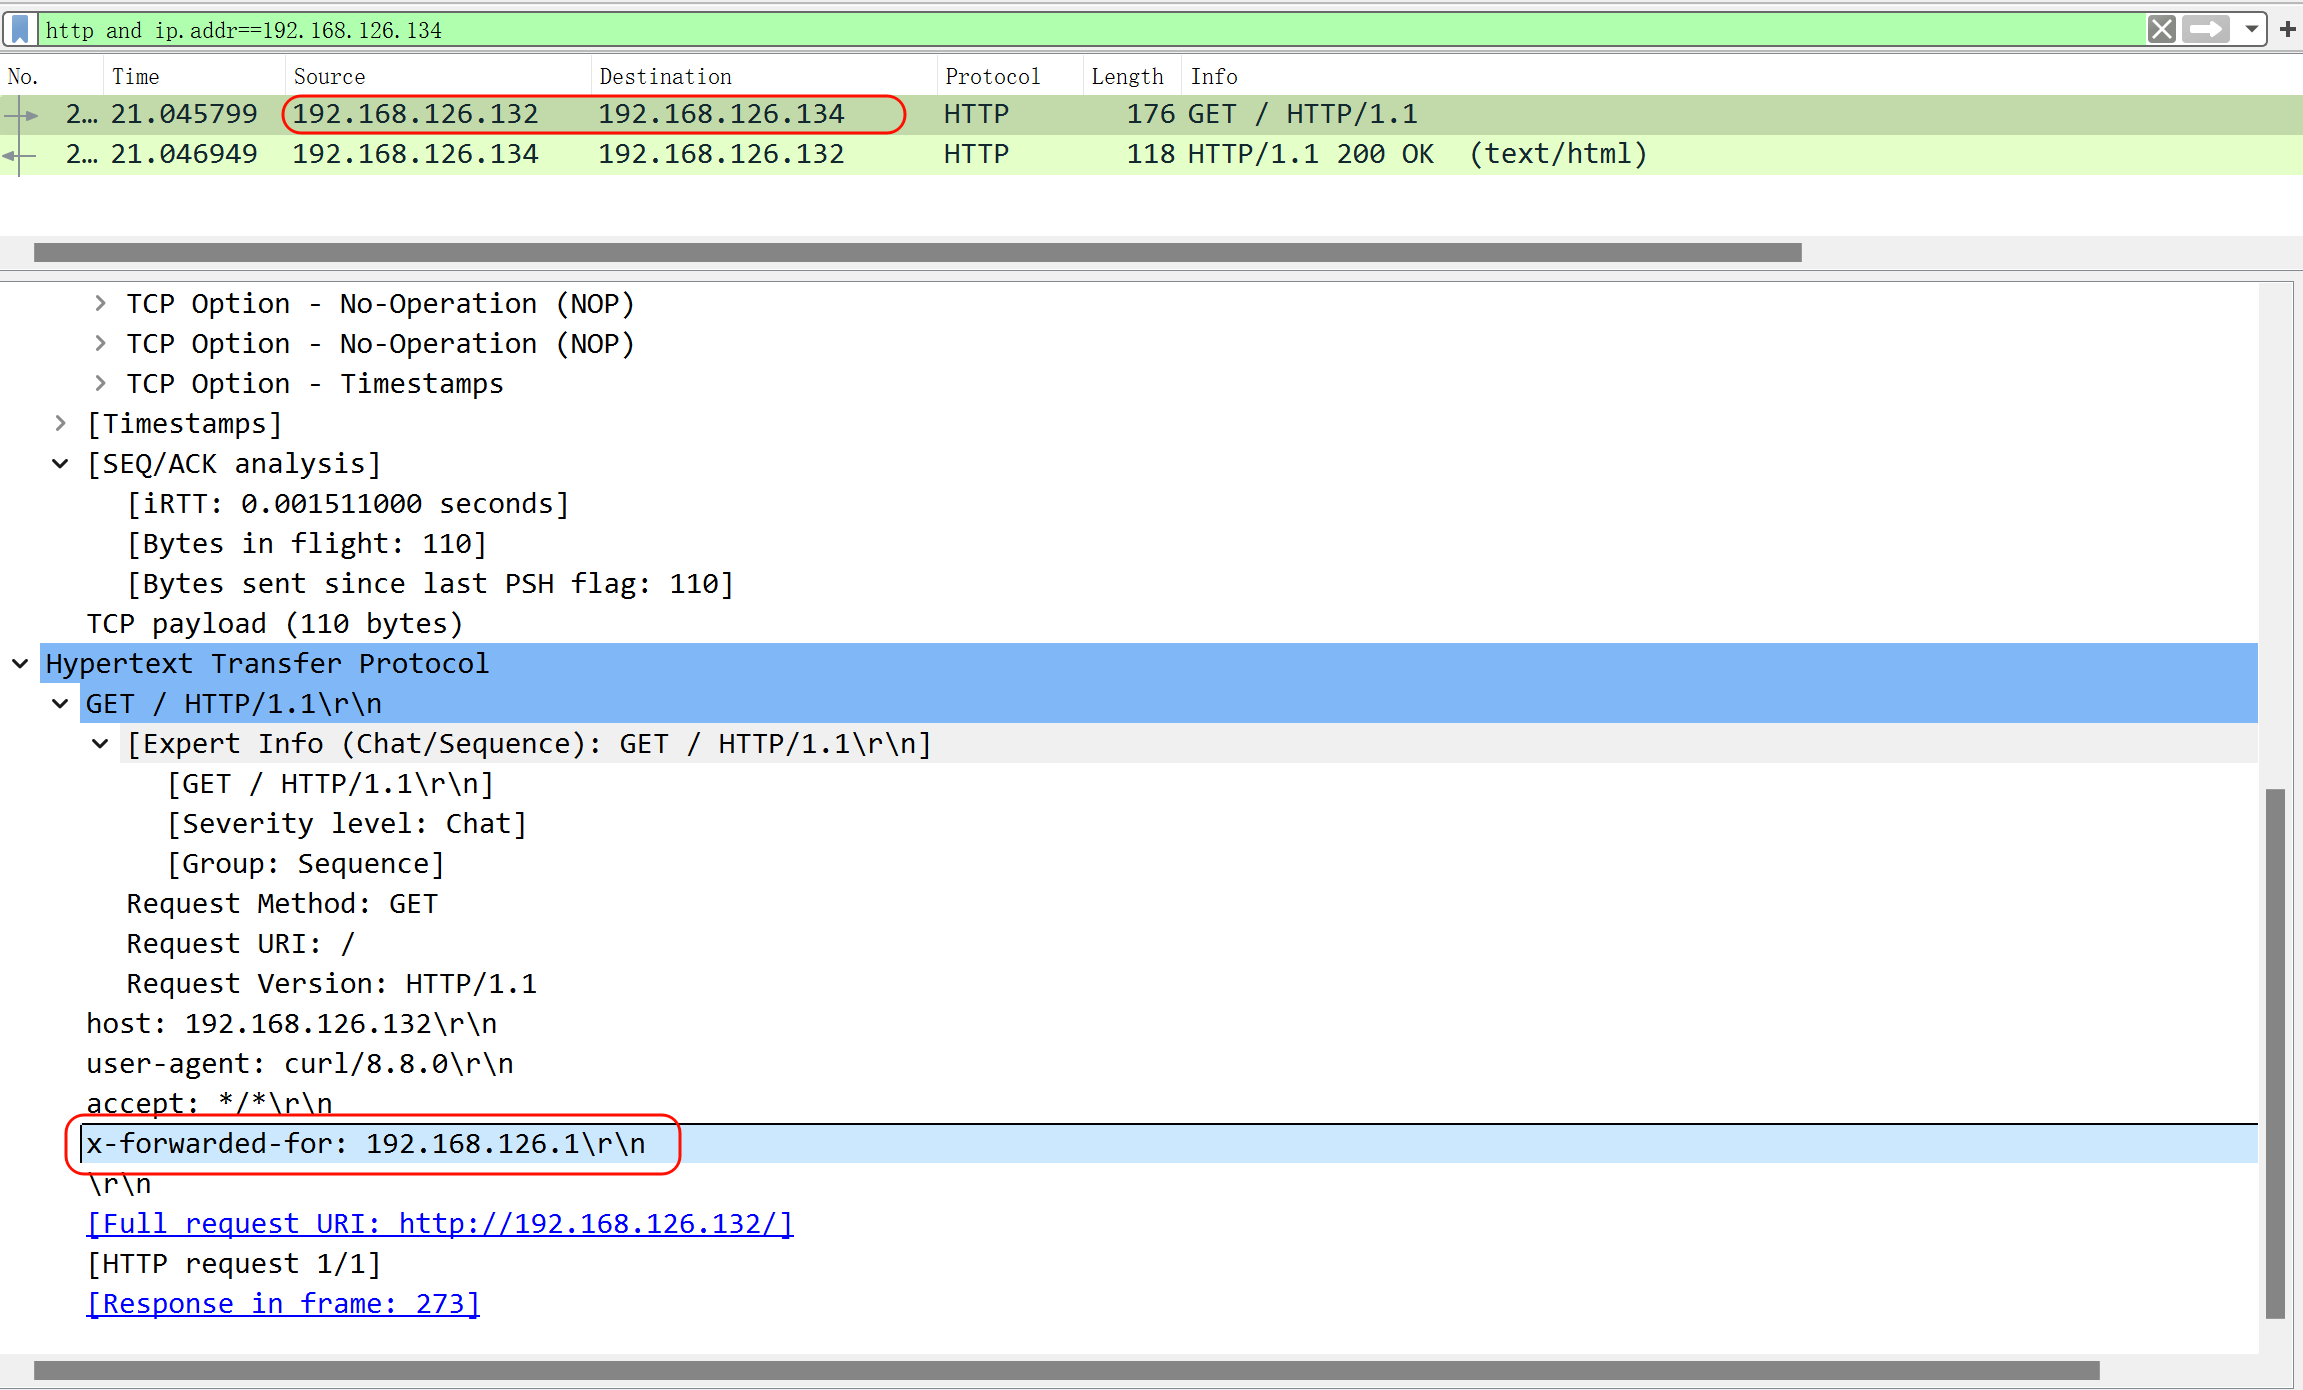 http and ip.addr==192.168.126.134
No. Time Source Destination Protocol Length Info
2… 21.045799 192.168.126.132 192.168.126.134 HTTP 176 GET / HTTP/1.1
2… 21.046949 192.168.126.134 192.168.126.132 HTTP 118 HTTP/1.1 200 OK (text/html)
TCP Option - No-Operation (NOP)
TCP Option - No-Operation (NOP)
TCP Option - Timestamps
[Timestamps]
[SEQ/ACK analysis]
[iRTT: 0.001511000 seconds]
[Bytes in flight: 110]
[Bytes sent since last PSH flag: 110]
TCP payload (110 bytes)
Hypertext Transfer Protocol
GET / HTTP/1.1\r\n
[Expert Info (Chat/Sequence): GET / HTTP/1.1\r\n]
[GET / HTTP/1.1\r\n]
[Severity level: Chat]
[Group: Sequence]
Request Method: GET
Request URI: /
Request Version: HTTP/1.1
host: 192.168.126.132\r\n
user-agent: curl/8.8.0\r\n
accept: */*\r\n
x-forwarded-for: 192.168.126.1\r\n
\r\n
[Full request URI: http://192.168.126.132/]
[HTTP request 1/1]
[Response in frame: 273]